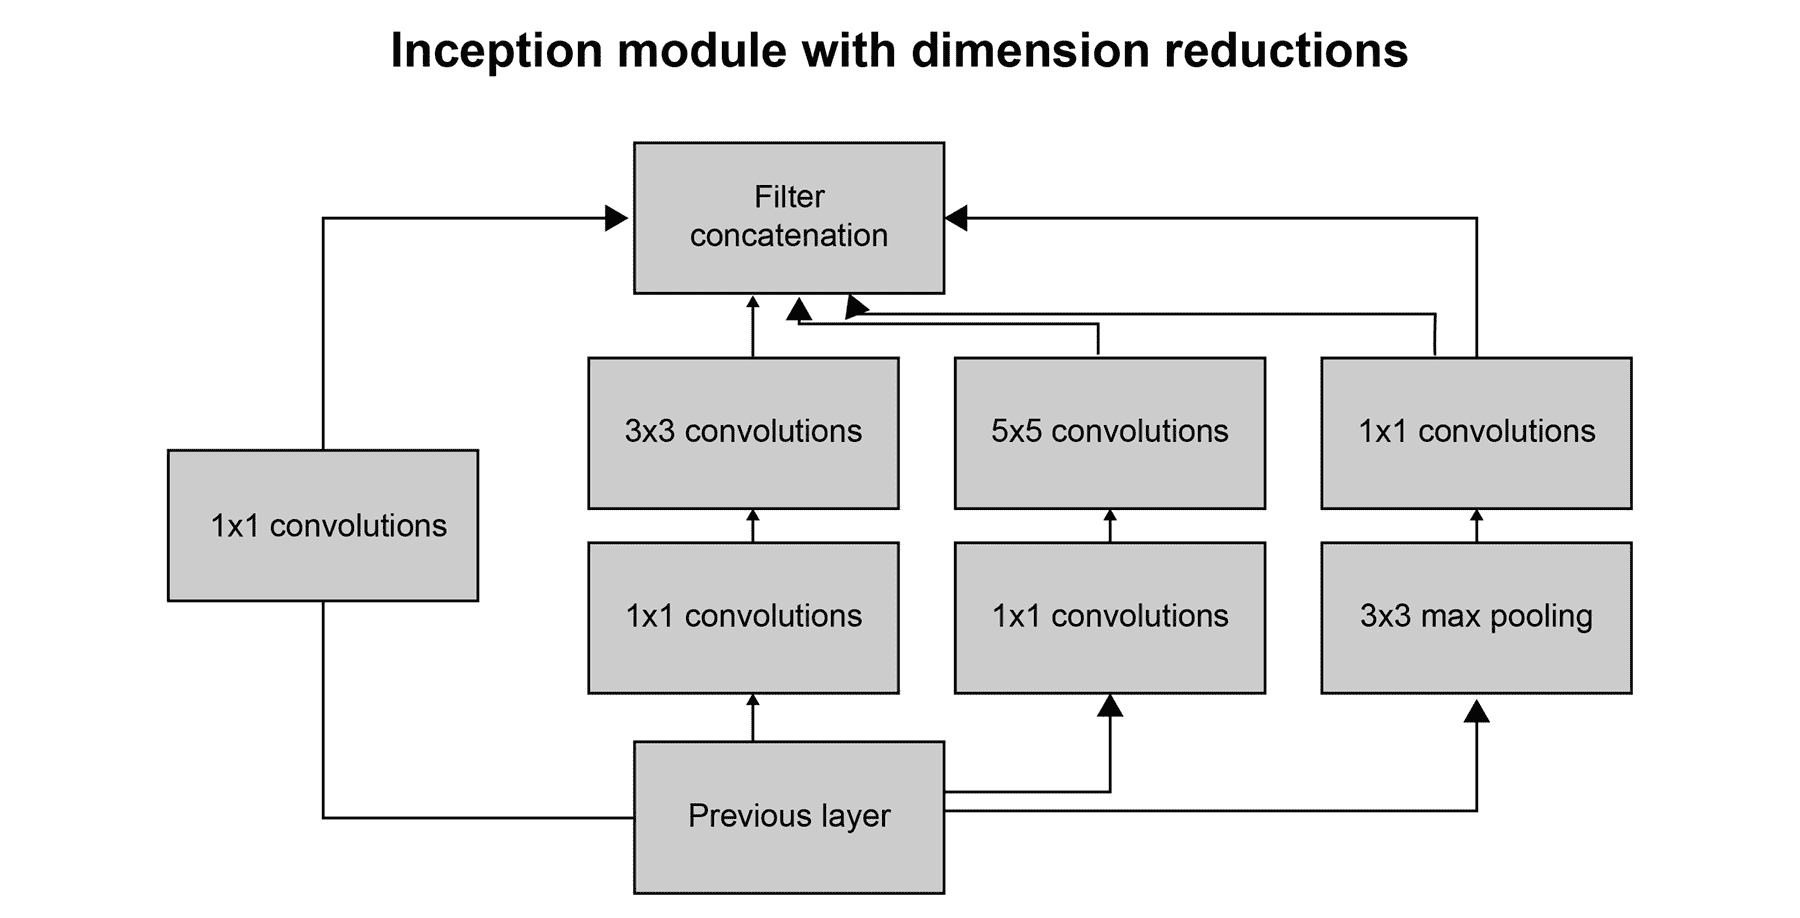 Inception module with dimension reductions
Filter
concatenation
3x3 convolutions
5x5 convolutions
1x1 convolutions
1x1 convolutions
1x1 convolutions
1x1 convolutions
3x3 max pooling
Previous layer